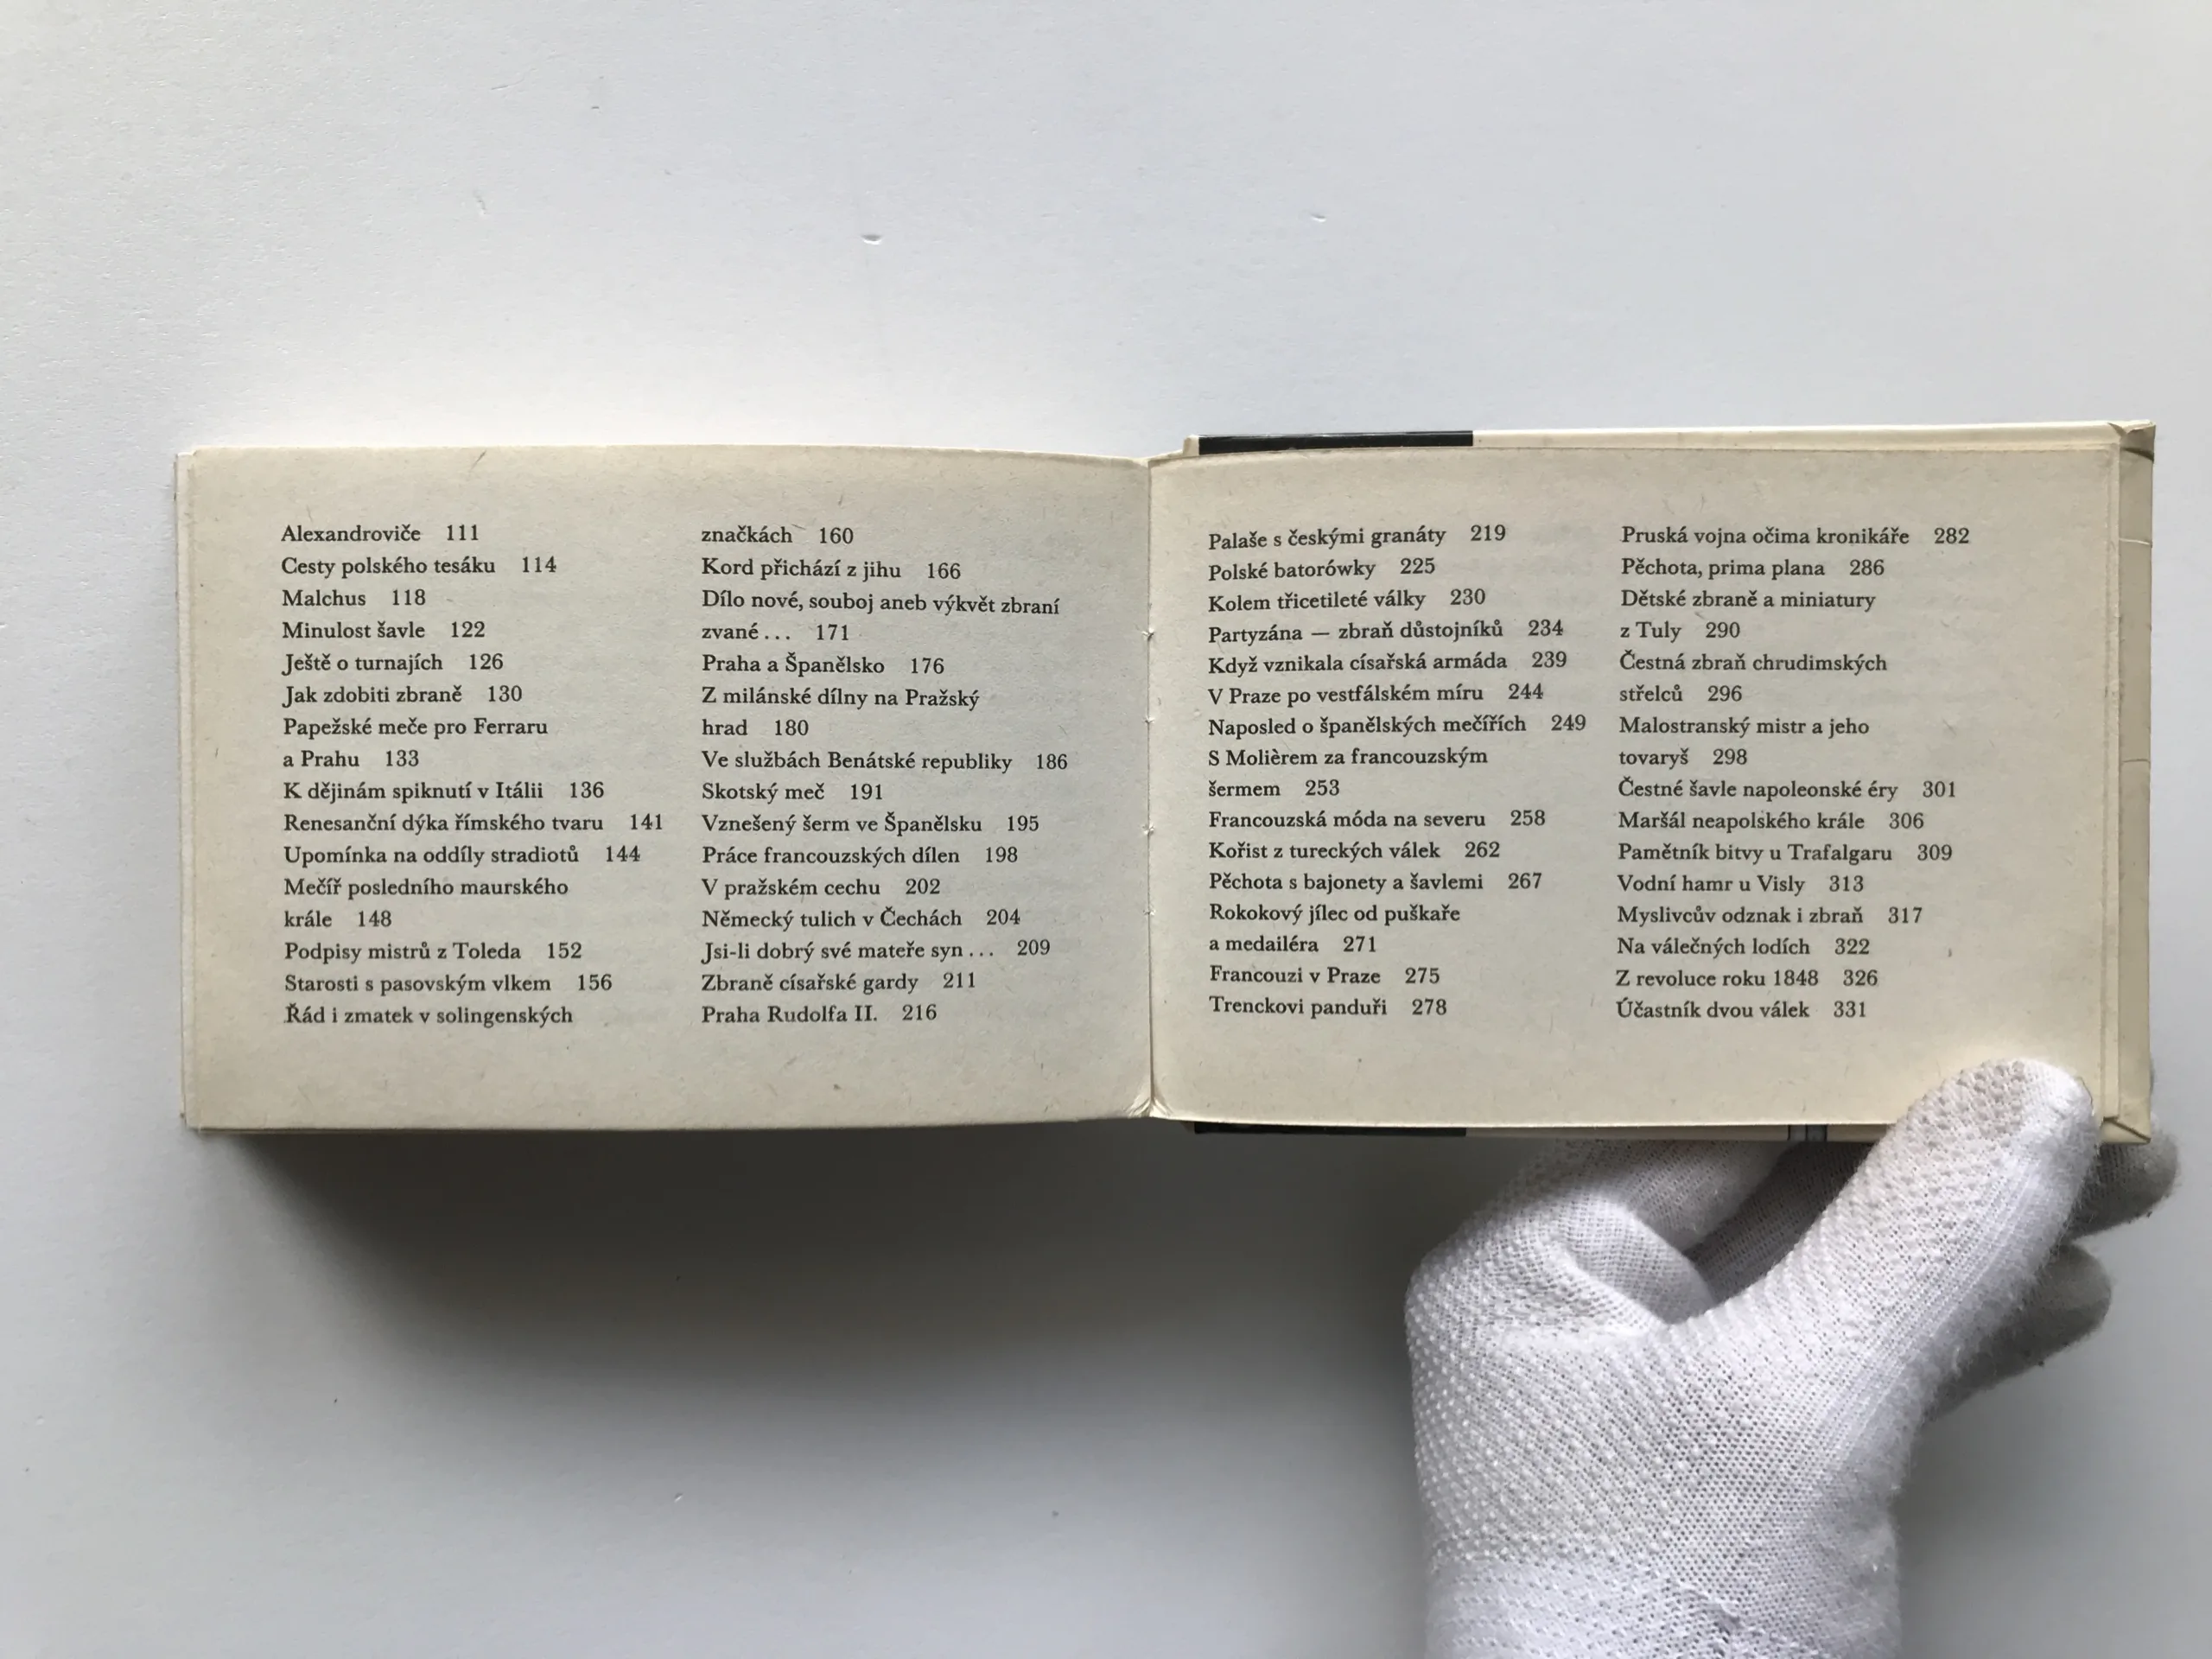 Alexandroviče 111
Cesty polského tesáku 114
Malchus 118
Minulost šavle 122
Ještě o turnajích 126
Jak zdobiti zbraně 130
Papežské meče pro Ferraru
a Prahu 133
K dějinám spiknutí v Itálii 136
Renesanční dýka římského tvaru 141
Upomínka na oddíly stradiotů 144
Mečíř posledního maurského
krále 148
Podpisy mistrů z Toleda 152
Starosti s pasovským vlkem 156
Řád i zmatek v solingenských
značkách 160
Kord přichází z jihu 166
Dílo nové, souboj aneb výkvět zbraní
zvané... 171
Praha a Španělsko 176
Z milánské dílny na Pražský
hrad 180
Ve službách Benátské republiky 186
Skotský meč 191
Vznešený šerm ve Španělsku 195
Práce francouzských dílen 198
V pražském cechu 202
Německý tulich v Čechách 204
Jsi-li dobrý své mateře syn... 209
Zbraně císařské gardy 211
Praha Rudolfa II. 216
Palaše s českými granáty 219
Polské batorówky 225
Kolem třicetileté války 230
Partyzána — zbraň důstojníků 234
Když vznikala císařská armáda 239
V Praze po vestfálském míru 244
Naposled o španělských mečířích 249
S Molièrem za francouzským
šermem 253
Francouzská móda na severu 258
Kořist z tureckých válek 262
Pěchota s bajonety a šavlemi 267
Rokokový jílec od puškaře
a medailéra 271
Francouzi v Praze 275
Trenckovi panduři 278
Pruská vojna očima kronikáře 282
Pěchota, prima plana 286
Dětské zbraně a miniatury
z Tuly 290
Čestná zbraň chrudimských
střelců 296
Malostranský mistr a jeho
tovaryš 298
Čestné šavle napoleonské éry 301
Maršál neapolského krále 306
Pamětník bitvy u Trafalgaru 309
Vodní hamr u Visly 313
Myslivcův odznak i zbraň 317
Na válečných lodích 322
Z revoluce roku 1848 326
Účastník dvou válek 331